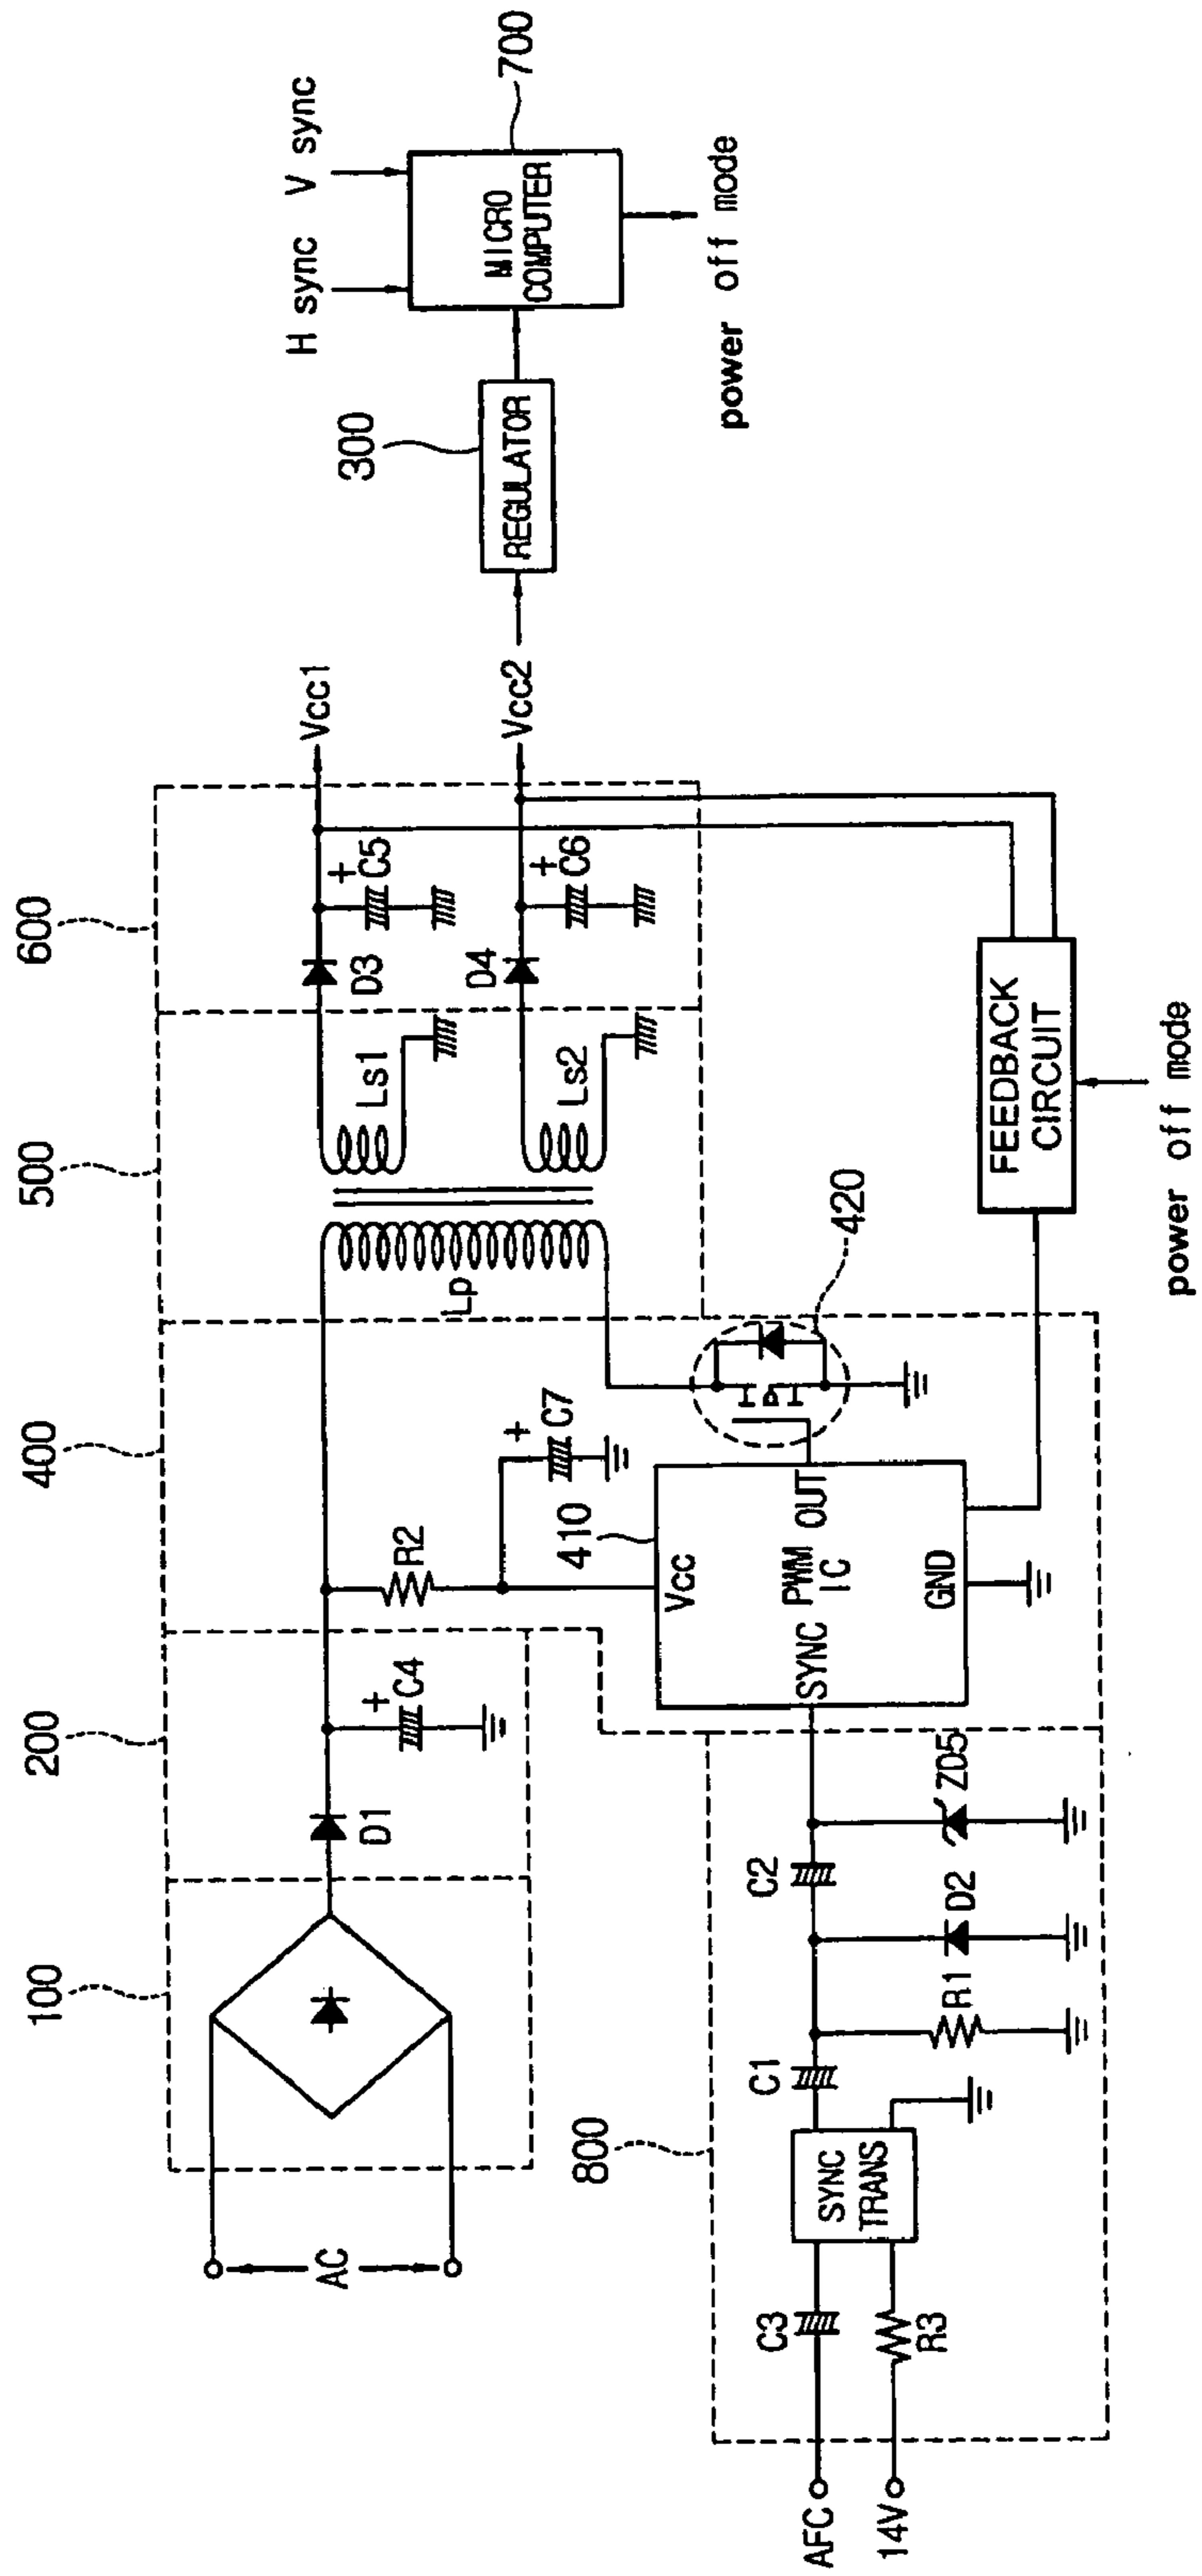 100
200
400
500
600
AC
D1
+
C4
R2
+
C7
Lp
Ls1
Ls2
D3
D4
+
C5
+
C6
Vcc1
Vcc2
300
REGULATOR
H sync
V sync
700
MICRO
COMPUTER
power off mode
410
Vcc
SYNC
PWM
IC
OUT
GND
420
FEEDBACK
CIRCUIT
power off mode
800
AFC
14V
C3
R3
SYNC
TRANS
C1
R1
D2
C2
ZD5